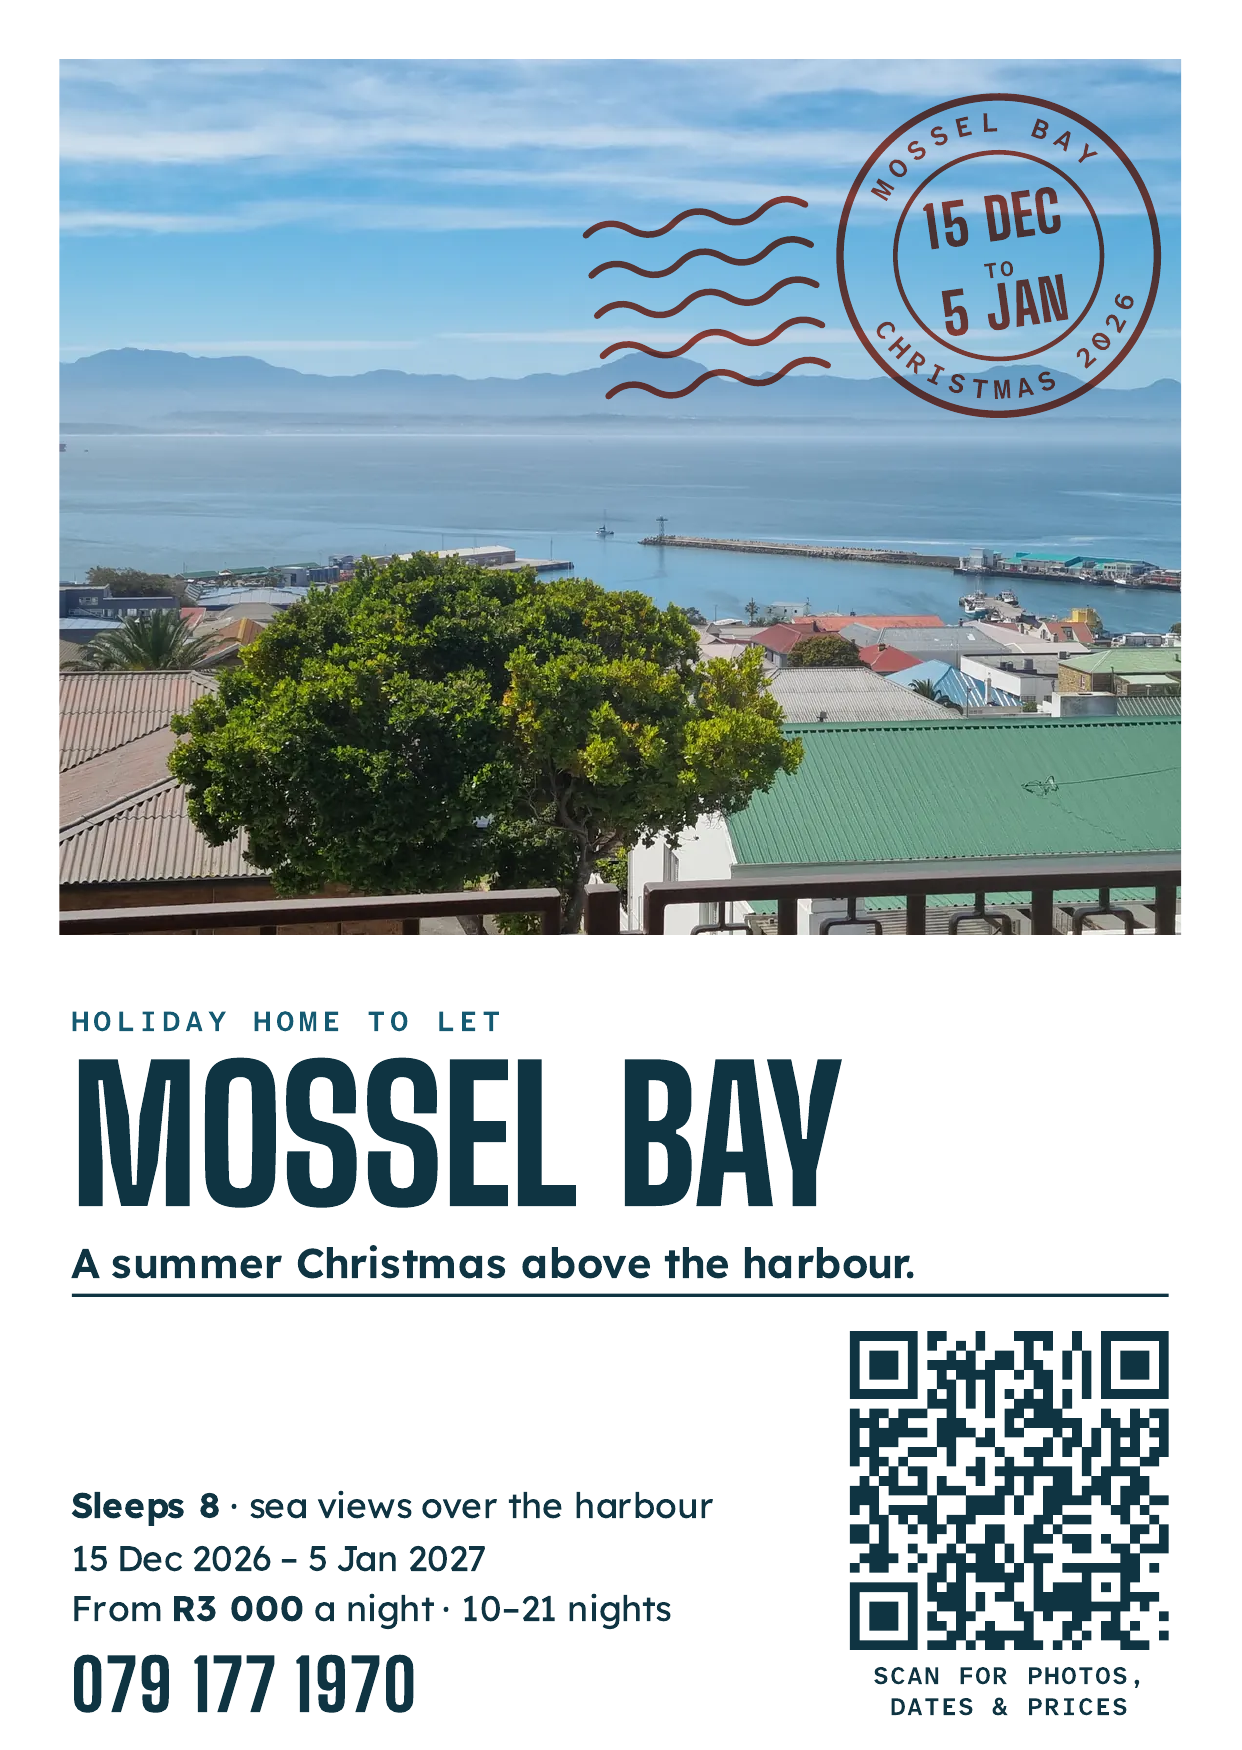 MOSSEL BAY
15 DEC
TO
5 JAN
CHRISTMAS 2026
HOLIDAY HOME TO LET
MOSSEL BAY
A summer Christmas above the harbour.
Sleeps 8 · sea views over the harbour
15 Dec 2026 – 5 Jan 2027
From R3 000 a night · 10–21 nights
079 177 1970
SCAN FOR PHOTOS,
DATES & PRICES